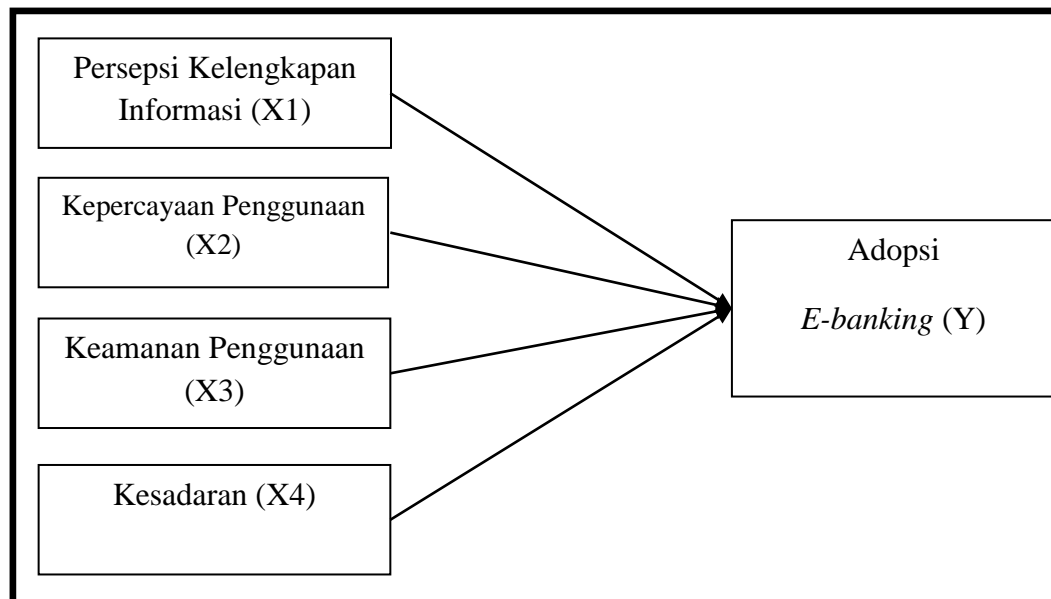 Persepsi Kelengkapan
Informasi (X1)
Kepercayaan Penggunaan
(X2)
Keamanan Penggunaan
(X3)
Kesadaran (X4)
Adopsi
E-banking (Y)